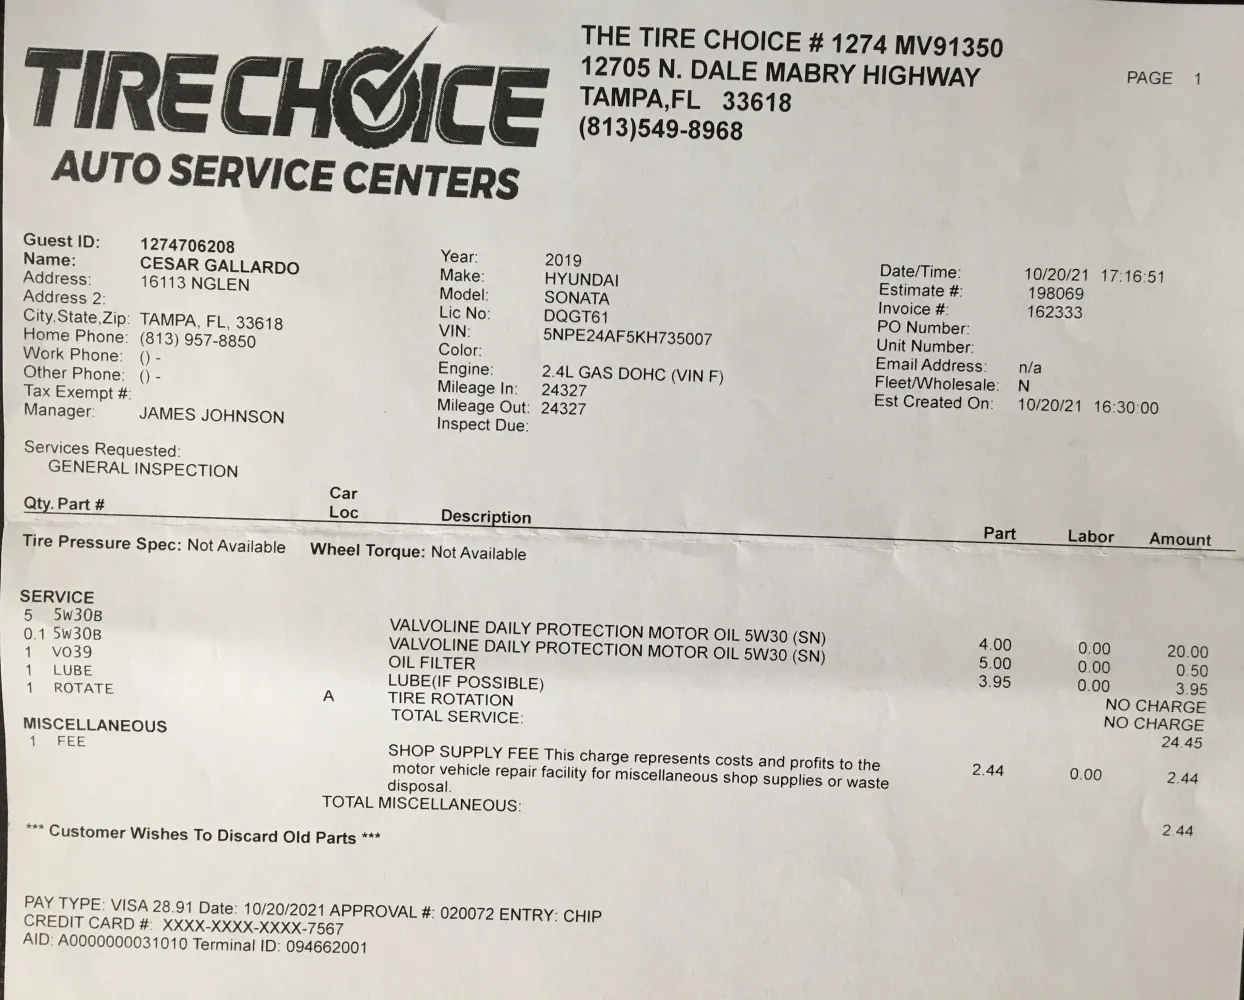 TIRE CHOICE
AUTO SERVICE CENTERS
THE TIRE CHOICE # 1274 MV91350
12705 N. DALE MABRY HIGHWAY
TAMPA,FL 33618
(813)549-8968
PAGE 1
Guest ID: 1274706208
Name: CESAR GALLARDO
Address: 16113 NGLEN
Address 2:
City,State,Zip: TAMPA, FL, 33618
Home Phone: (813) 957-8850
Work Phone: () -
Other Phone: () -
Tax Exempt #:
Manager: JAMES JOHNSON
Year: 2019
Make: HYUNDAI
Model: SONATA
Lic No: DQGT61
VIN: 5NPE24AF5KH735007
Color:
Engine: 2.4L GAS DOHC (VIN F)
Mileage In: 24327
Mileage Out: 24327
Inspect Due:
Date/Time: 10/20/21 17:16:51
Estimate #: 198069
Invoice #: 162333
PO Number:
Unit Number:
Email Address: n/a
Fleet/Wholesale: N
Est Created On: 10/20/21 16:30:00
Services Requested:
GENERAL INSPECTION
Qty. Part # Car Loc Description Part Labor Amount
Tire Pressure Spec: Not Available Wheel Torque: Not Available
SERVICE
5 5W30B VALVOLINE DAILY PROTECTION MOTOR OIL 5W30 (SN) 4.00 0.00 20.00
0.1 5W30B VALVOLINE DAILY PROTECTION MOTOR OIL 5W30 (SN) 5.00 0.00 0.50
1 VO39 OIL FILTER 3.95 0.00 3.95
1 LUBE LUBE(IF POSSIBLE) NO CHARGE
1 ROTATE A TIRE ROTATION NO CHARGE
TOTAL SERVICE: 24.45
MISCELLANEOUS
1 FEE SHOP SUPPLY FEE This charge represents costs and profits to the 2.44 0.00 2.44
motor vehicle repair facility for miscellaneous shop supplies or waste
disposal.
TOTAL MISCELLANEOUS: 2.44
*** Customer Wishes To Discard Old Parts ***
PAY TYPE: VISA 28.91 Date: 10/20/2021 APPROVAL #: 020072 ENTRY: CHIP
CREDIT CARD #: XXXX-XXXX-XXXX-7567
AID: A0000000031010 Terminal ID: 094662001